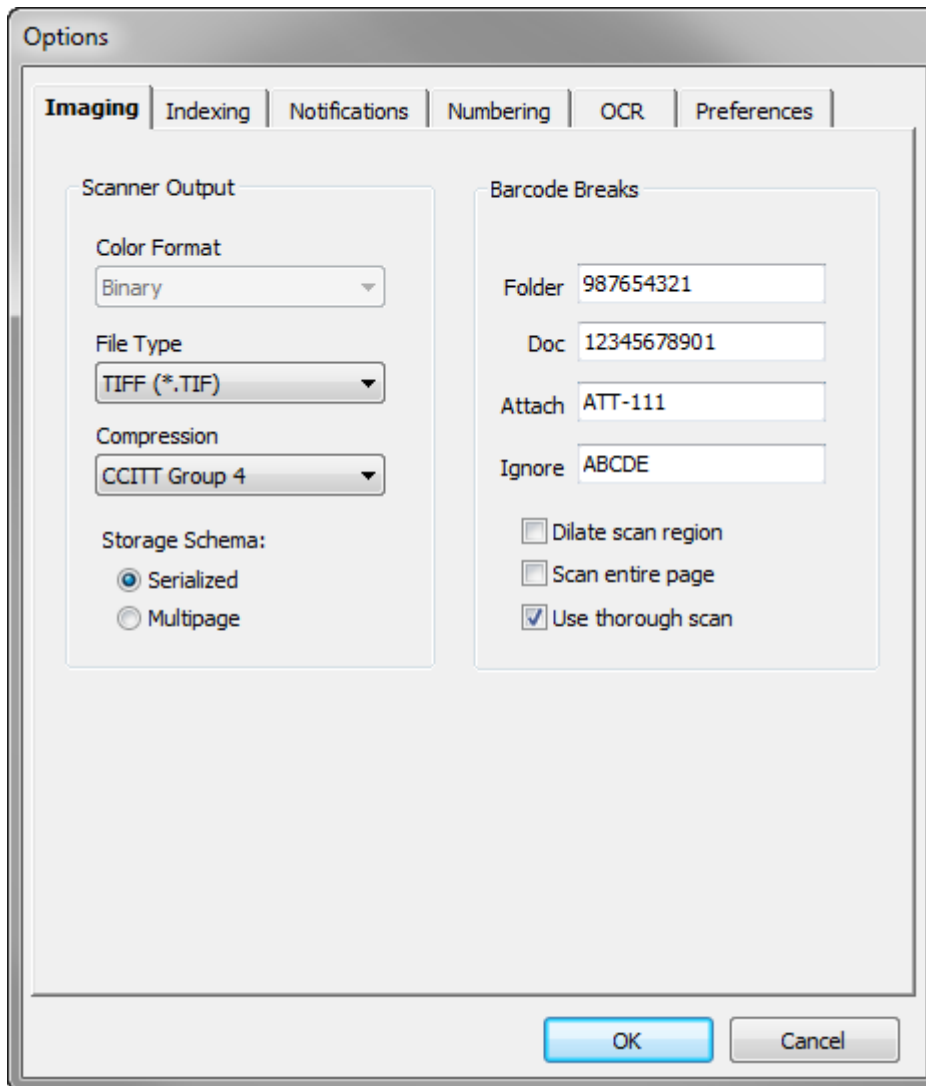 Options
Imaging Indexing Notifications Numbering OCR Preferences
Scanner Output
Color Format
Binary
File Type
TIFF (*.TIF)
Compression
CCITT Group 4
Storage Schema:
Serialized
Multipage
Barcode Breaks
Folder 987654321
Doc 12345678901
Attach ATT-111
Ignore ABCDE
Dilate scan region
Scan entire page
Use thorough scan
OK Cancel